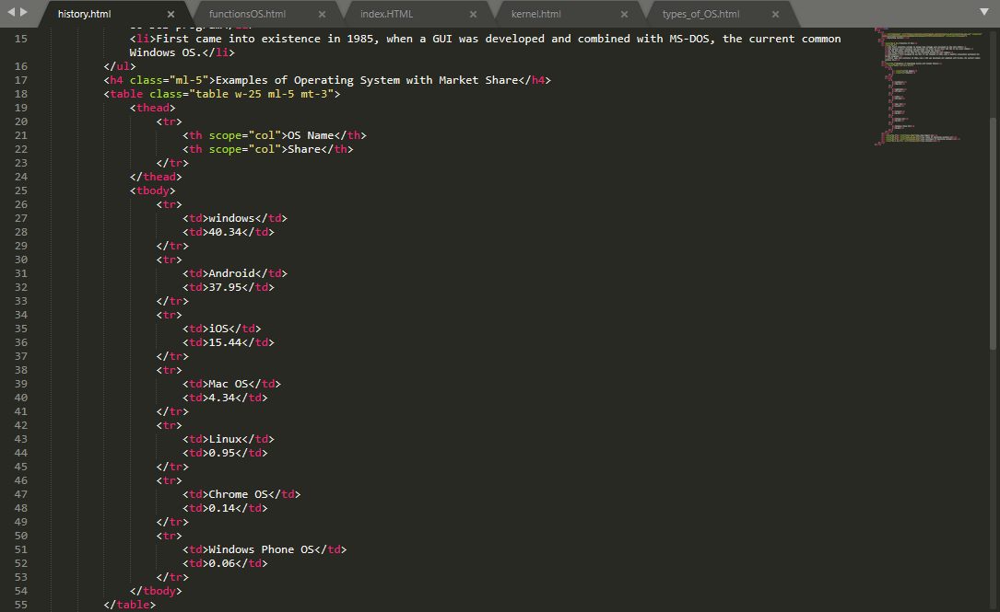 history.html × functionsOS.html × index.HTML × kernel.html × types_of_OS.html ×
15 <li>First came into existence in 1985, when a GUI was developed and combined with MS-DOS, the current common
Windows OS.</li>
16 </ul>
17 <h4 class="ml-5">Examples of Operating System with Market Share</h4>
18 <table class="table w-25 ml-5 mt-3">
19 <thead>
20 <tr>
21 <th scope="col">OS Name</th>
22 <th scope="col">Share</th>
23 </tr>
24 </thead>
25 <tbody>
26 <tr>
27 <td>windows</td>
28 <td>40.34</td>
29 </tr>
30 <tr>
31 <td>Android</td>
32 <td>37.95</td>
33 </tr>
34 <tr>
35 <td>iOS</td>
36 <td>15.44</td>
37 </tr>
38 <tr>
39 <td>Mac OS</td>
40 <td>4.34</td>
41 </tr>
42 <tr>
43 <td>Linux</td>
44 <td>0.95</td>
45 </tr>
46 <tr>
47 <td>Chrome OS</td>
48 <td>0.14</td>
49 </tr>
50 <tr>
51 <td>Windows Phone OS</td>
52 <td>0.06</td>
53 </tr>
54 </tbody>
55 </table>